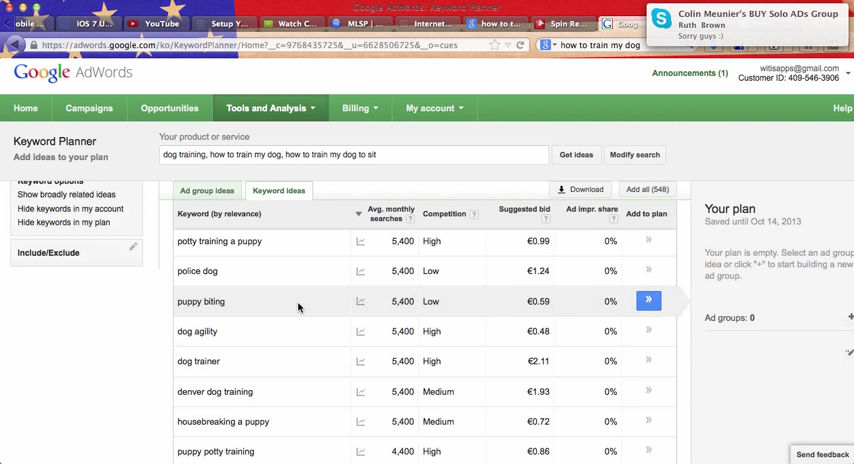 Google AdWords Keyword Planner
obile
iOS 7 U...
YouTube
Setup Y...
Watch C...
MLSP |...
Internet...
how to t...
Spin Re...
Goog
Colin Meunier's BUY Solo ADs Group
Ruth Brown
Sorry guys :)
https://adwords.google.com/ko/KeywordPlanner/Home?__c=9768435725&__u=6628506725&__o=cues
how to train my dog
Google AdWords
Announcements (1)
witisapps@gmail.com
Customer ID: 409-546-3906
Home Campaigns Opportunities Tools and Analysis Billing My account Help
Keyword Planner
Add ideas to your plan
Your product or service
dog training, how to train my dog, how to train my dog to sit
Get ideas
Modify search
Keyword options
Show broadly related ideas
Hide keywords in my account
Hide keywords in my plan
Include/Exclude
Ad group ideas
Keyword ideas
Download
Add all (548)
Keyword (by relevance) Avg. monthly searches ? Competition ? Suggested bid ? Ad impr. share ? Add to plan
potty training a puppy 5,400 High €0.99 0% »
police dog 5,400 Low €1.24 0% »
puppy biting 5,400 Low €0.59 0% »
dog agility 5,400 High €0.48 0% »
dog trainer 5,400 High €2.11 0% »
denver dog training 5,400 Medium €1.93 0% »
housebreaking a puppy 5,400 Medium €0.72 0% »
puppy potty training 4,400 High €0.86 0% »
Your plan
Saved until Oct 14, 2013
Your plan is empty. Select an ad group
idea or click "+" to start building a new
ad group.
Ad groups: 0
Send feedback